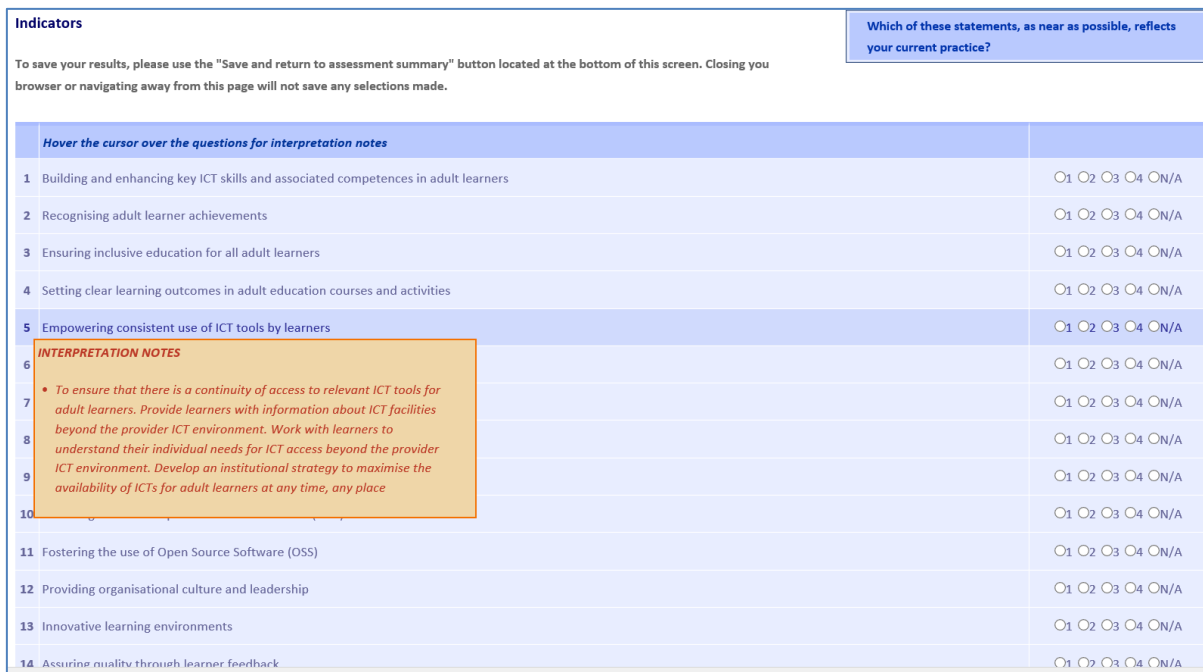 Indicators
Which of these statements, as near as possible, reflects
your current practice?
To save your results, please use the "Save and return to assessment summary" button located at the bottom of this screen. Closing you
browser or navigating away from this page will not save any selections made.
Hover the cursor over the questions for interpretation notes
1 Building and enhancing key ICT skills and associated competences in adult learners 1 2 3 4 N/A
2 Recognising adult learner achievements 1 2 3 4 N/A
3 Ensuring inclusive education for all adult learners 1 2 3 4 N/A
4 Setting clear learning outcomes in adult education courses and activities 1 2 3 4 N/A
5 Empowering consistent use of ICT tools by learners 1 2 3 4 N/A
INTERPRETATION NOTES
• To ensure that there is a continuity of access to relevant ICT tools for
adult learners. Provide learners with information about ICT facilities
beyond the provider ICT environment. Work with learners to
understand their individual needs for ICT access beyond the provider
ICT environment. Develop an institutional strategy to maximise the
availability of ICTs for adult learners at any time, any place
6 1 2 3 4 N/A
7 1 2 3 4 N/A
8 1 2 3 4 N/A
9 1 2 3 4 N/A
10 1 2 3 4 N/A
11 Fostering the use of Open Source Software (OSS) 1 2 3 4 N/A
12 Providing organisational culture and leadership 1 2 3 4 N/A
13 Innovative learning environments 1 2 3 4 N/A
14 Assuring quality through learner feedback 1 2 3 4 N/A